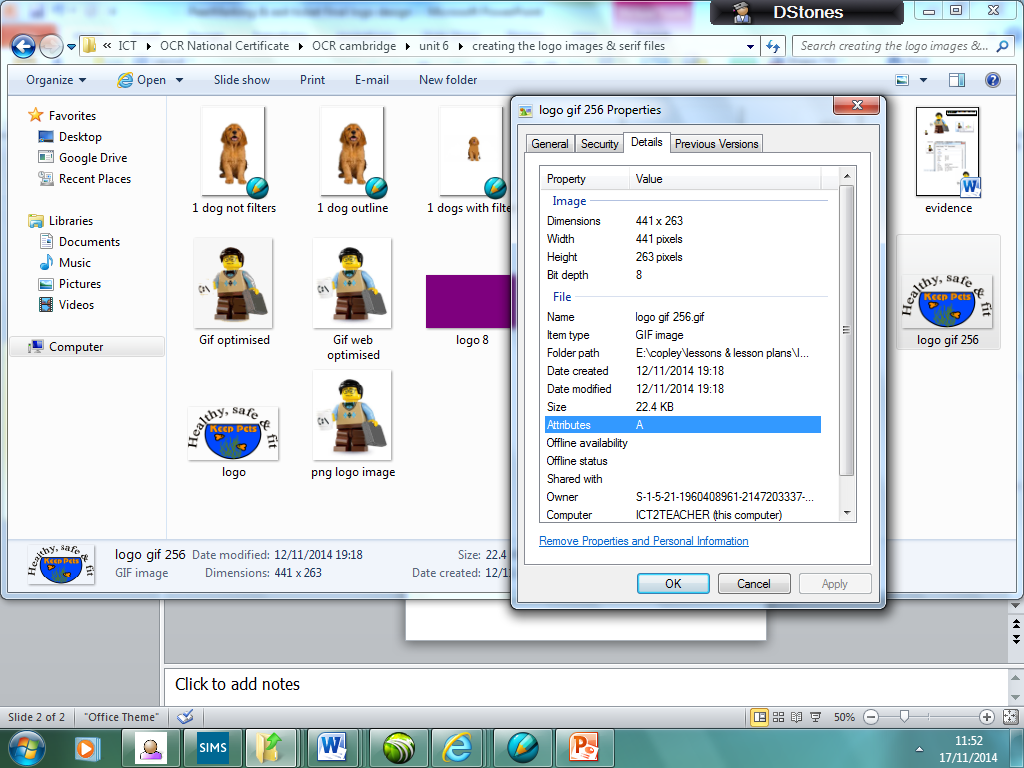 DStones
« ICT ▸ OCR National Certificate ▸ OCR cambridge ▸ unit 6 ▸ creating the logo images & serif files
Search creating the logo images &...
Organize Open Slide show Print E-mail New folder
Favorites
Desktop
Google Drive
Recent Places
Libraries
Documents
Music
Pictures
Videos
Computer
1 dog not filters
1 dog outline
1 dogs with filte
evidence
Gif optimised
Gif web
optimised
logo 8
Healthy, safe & fit
Keep Pets
logo gif 256
Healthy, safe & fit
Keep Pets
logo
png logo image
logo gif 256 Properties
General Security Details Previous Versions
Property Value
Image
Dimensions 441 x 263
Width 441 pixels
Height 263 pixels
Bit depth 8
File
Name logo gif 256.gif
Item type GIF image
Folder path E:\copley\lessons & lesson plans\I...
Date created 12/11/2014 19:18
Date modified 12/11/2014 19:18
Size 22.4 KB
Attributes A
Offline availability
Offline status
Shared with
Owner S-1-5-21-1960408961-2147203337-...
Computer ICT2TEACHER (this computer)
Remove Properties and Personal Information
OK Cancel Apply
Healthy, safe & fit
logo gif 256 Date modified: 12/11/2014 19:18 Size: 22.4
GIF image Dimensions: 441 x 263 Date created: 12/1
Click to add notes
Slide 2 of 2 "Office Theme" 50%
SIMS
11:52
17/11/2014